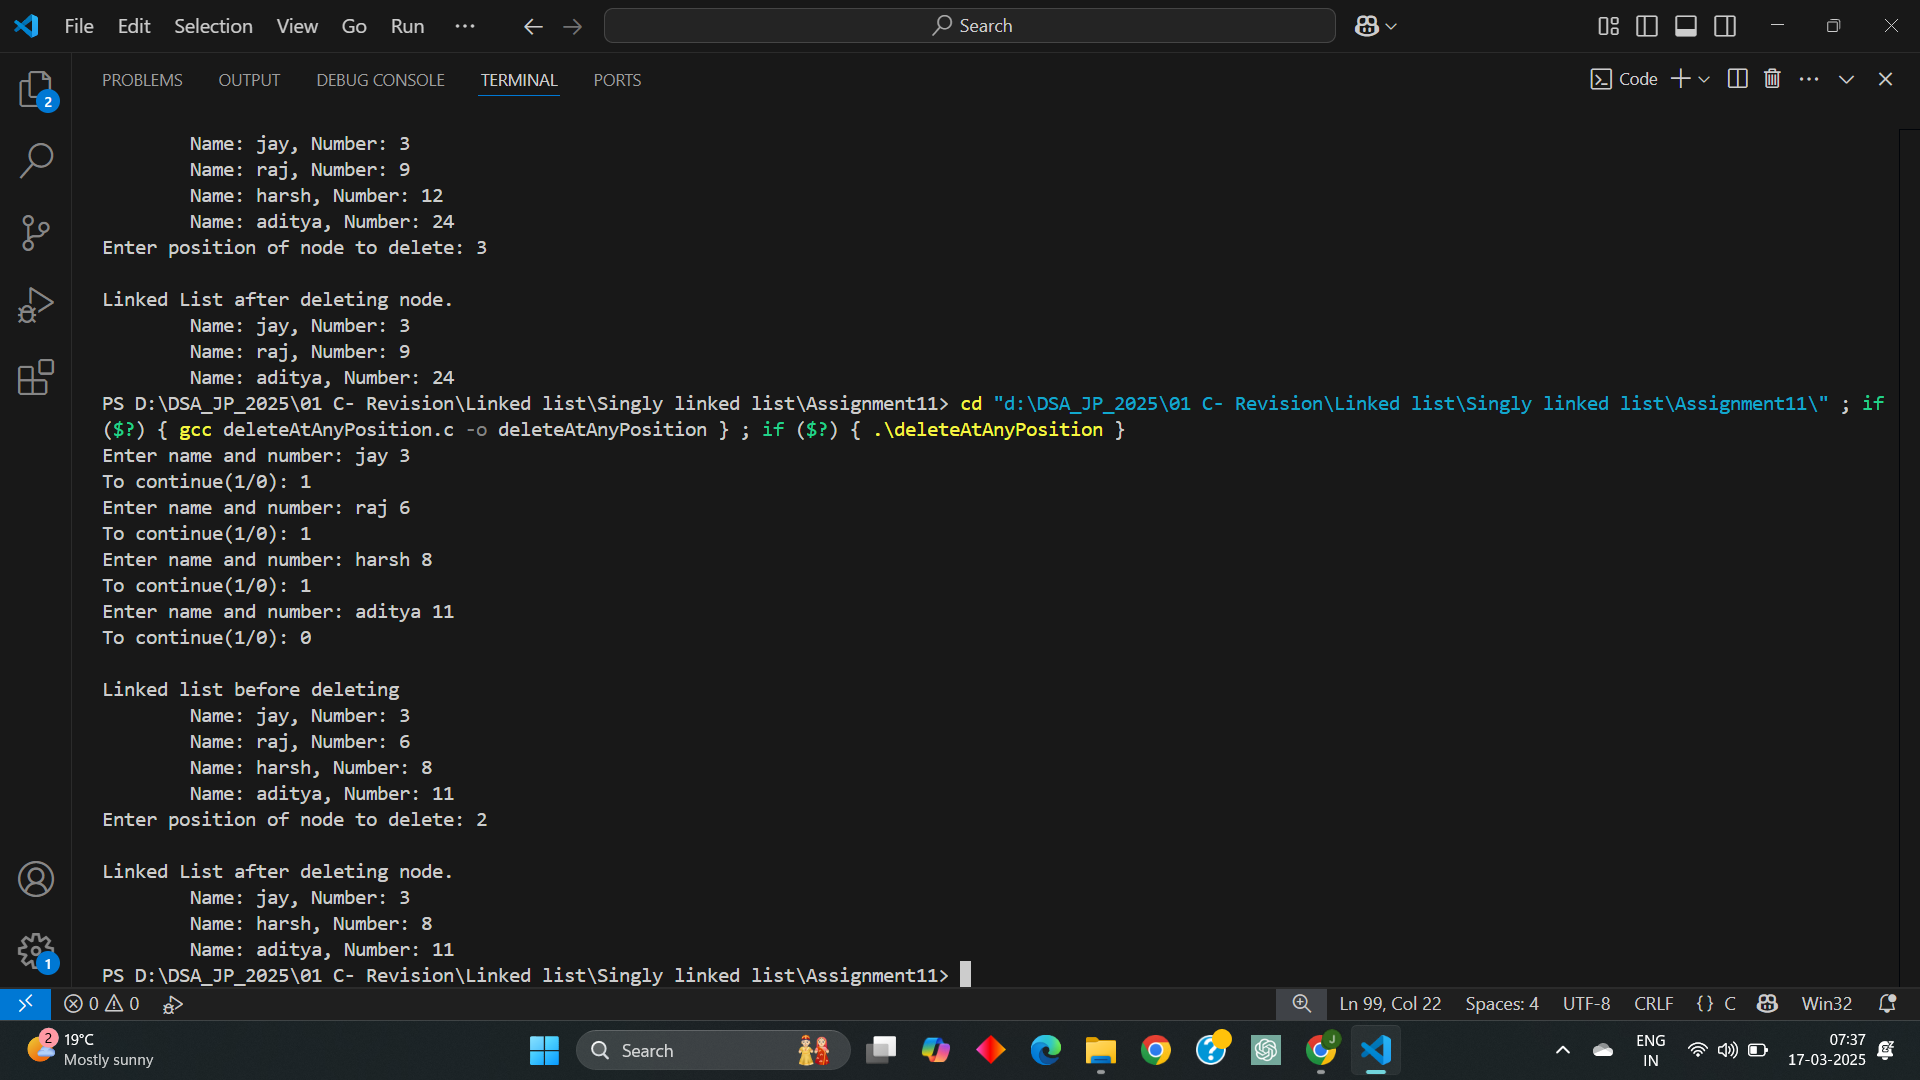 File Edit Selection View Go Run ··· Search
PROBLEMS OUTPUT DEBUG CONSOLE TERMINAL PORTS Code
2
Name: jay, Number: 3
Name: raj, Number: 9
Name: harsh, Number: 12
Name: aditya, Number: 24
Enter position of node to delete: 3
Linked List after deleting node.
Name: jay, Number: 3
Name: raj, Number: 9
Name: aditya, Number: 24
PS D:\DSA_JP_2025\01 C- Revision\Linked list\Singly linked list\Assignment11> cd "d:\DSA_JP_2025\01 C- Revision\Linked list\Singly linked list\Assignment11\" ; if
($?) { gcc deleteAtAnyPosition.c -o deleteAtAnyPosition } ; if ($?) { .\deleteAtAnyPosition }
Enter name and number: jay 3
To continue(1/0): 1
Enter name and number: raj 6
To continue(1/0): 1
Enter name and number: harsh 8
To continue(1/0): 1
Enter name and number: aditya 11
To continue(1/0): 0
Linked list before deleting
Name: jay, Number: 3
Name: raj, Number: 6
Name: harsh, Number: 8
Name: aditya, Number: 11
Enter position of node to delete: 2
Linked List after deleting node.
Name: jay, Number: 3
Name: harsh, Number: 8
Name: aditya, Number: 11
PS D:\DSA_JP_2025\01 C- Revision\Linked list\Singly linked list\Assignment11>
1
0 0 Ln 99, Col 22 Spaces: 4 UTF-8 CRLF {} C Win32
2 19°C Search J ENG 07:37
Mostly sunny IN 17-03-2025